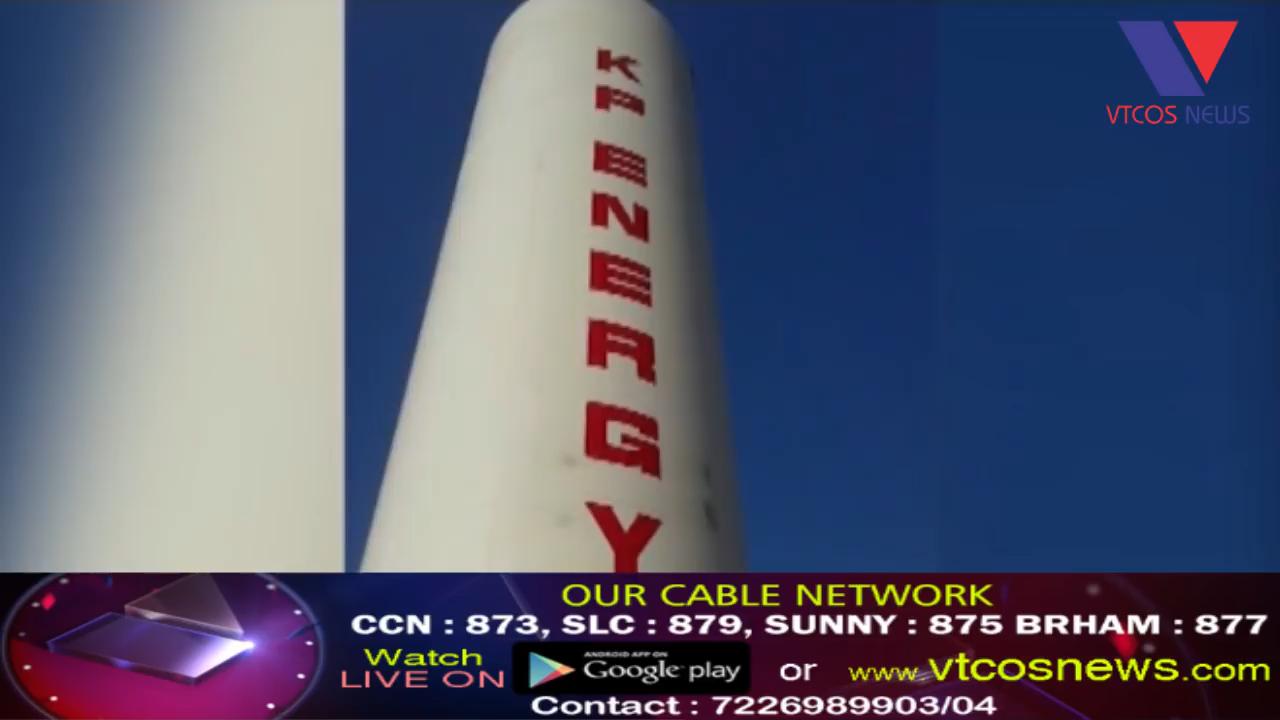 VTCOS NEWS
KP ENERGY
OUR CABLE NETWORK
CCN : 873, SLC : 879, SUNNY : 875 BRHAM : 877
Watch
LIVE ON
ANDROID APP ON
Google play
or
www.vtcosnews.com
Contact : 7226989903/04